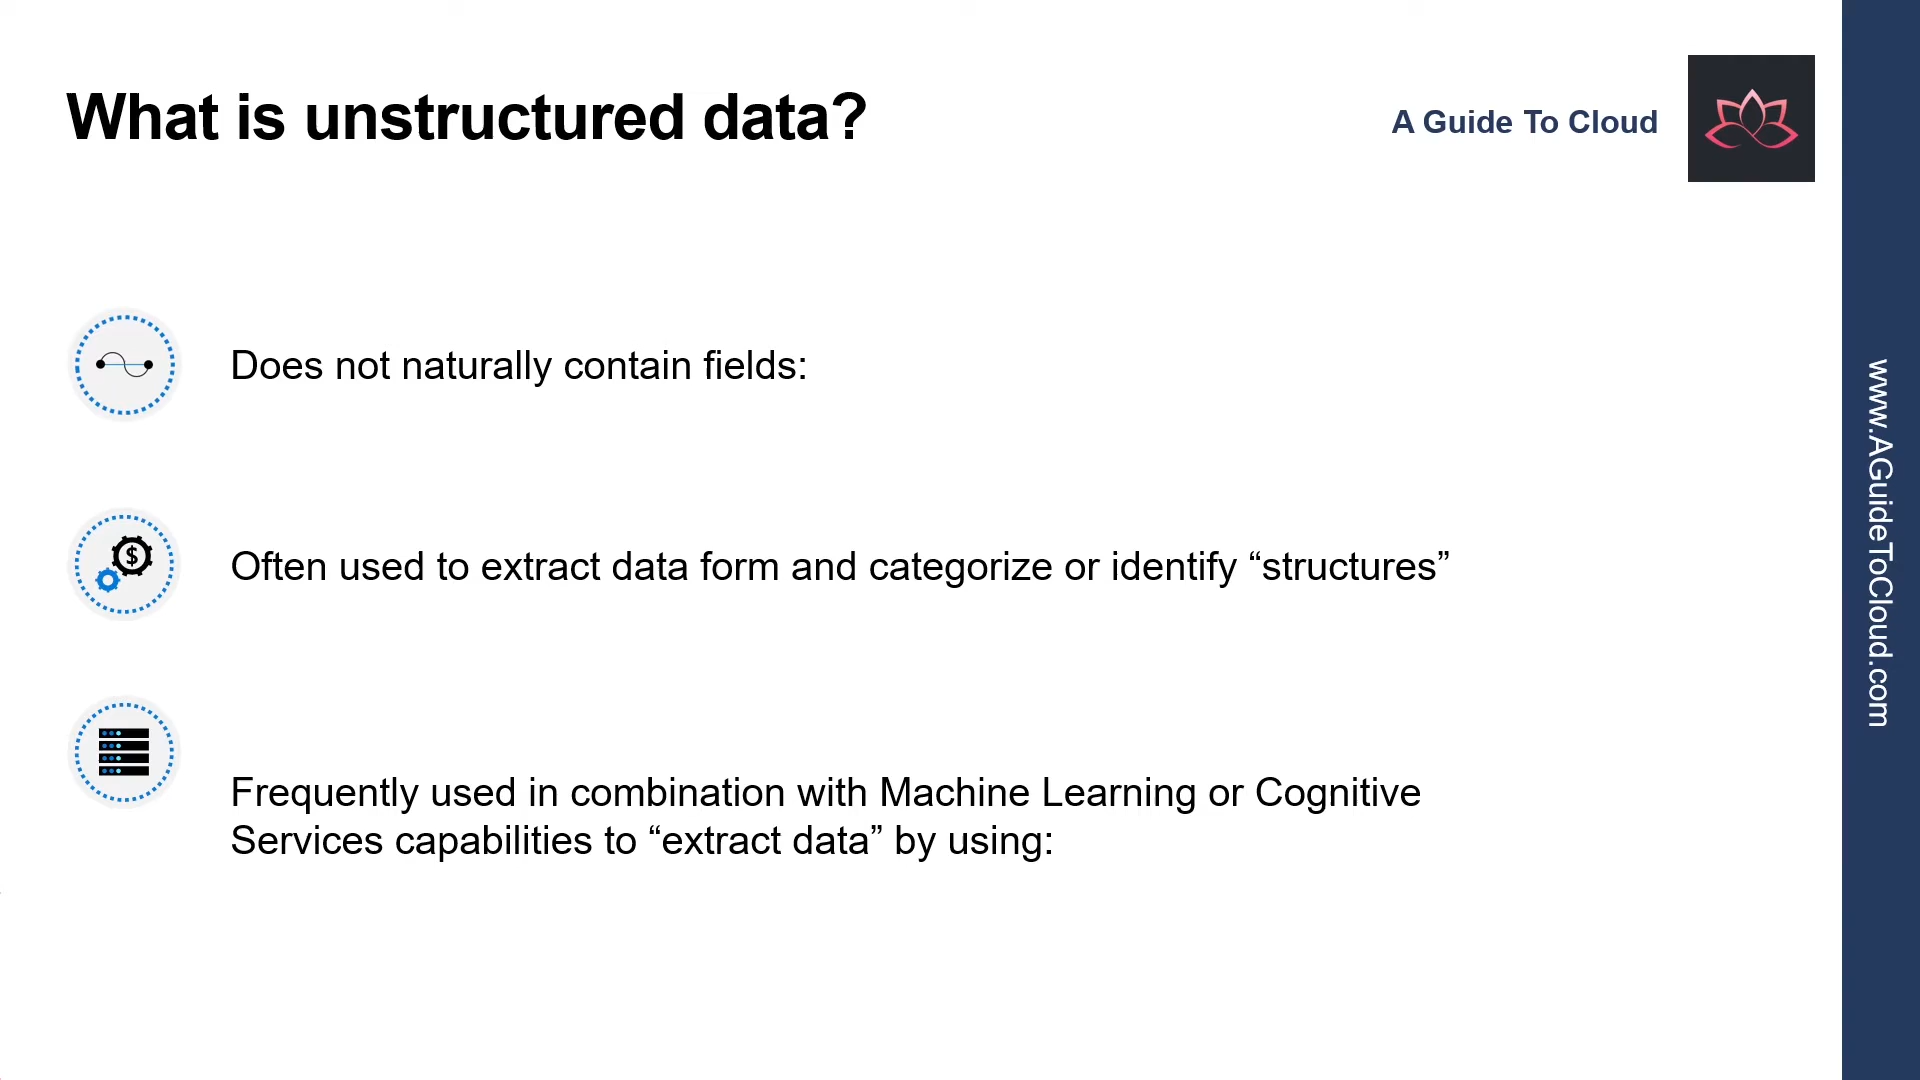 What is unstructured data?
A Guide To Cloud
Does not naturally contain fields:
$
Often used to extract data form and categorize or identify “structures”
Frequently used in combination with Machine Learning or Cognitive
Services capabilities to “extract data” by using:
www.AGuideToCloud.com